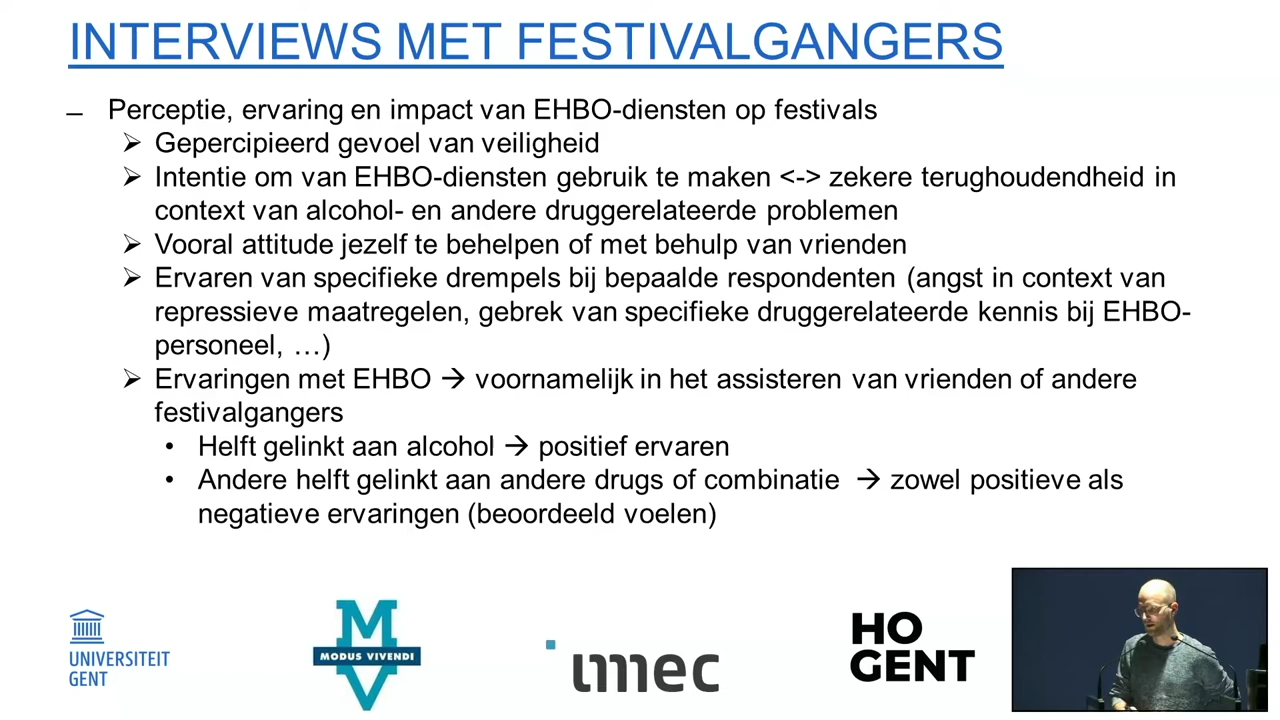 INTERVIEWS MET FESTIVALGANGERS
– Perceptie, ervaring en impact van EHBO-diensten op festivals
➢ Gepercipieerd gevoel van veiligheid
➢ Intentie om van EHBO-diensten gebruik te maken <-> zekere terughoudendheid in
context van alcohol- en andere druggerelateerde problemen
➢ Vooral attitude jezelf te behelpen of met behulp van vrienden
➢ Ervaren van specifieke drempels bij bepaalde respondenten (angst in context van
repressieve maatregelen, gebrek van specifieke druggerelateerde kennis bij EHBO-
personeel, …)
➢ Ervaringen met EHBO → voornamelijk in het assisteren van vrienden of andere
festivalgangers
• Helft gelinkt aan alcohol → positief ervaren
• Andere helft gelinkt aan andere drugs of combinatie → zowel positieve als
negatieve ervaringen (beoordeeld voelen)
UNIVERSITEIT
GENT
M
MODUS VIVENDI
V
imec
HO
GENT